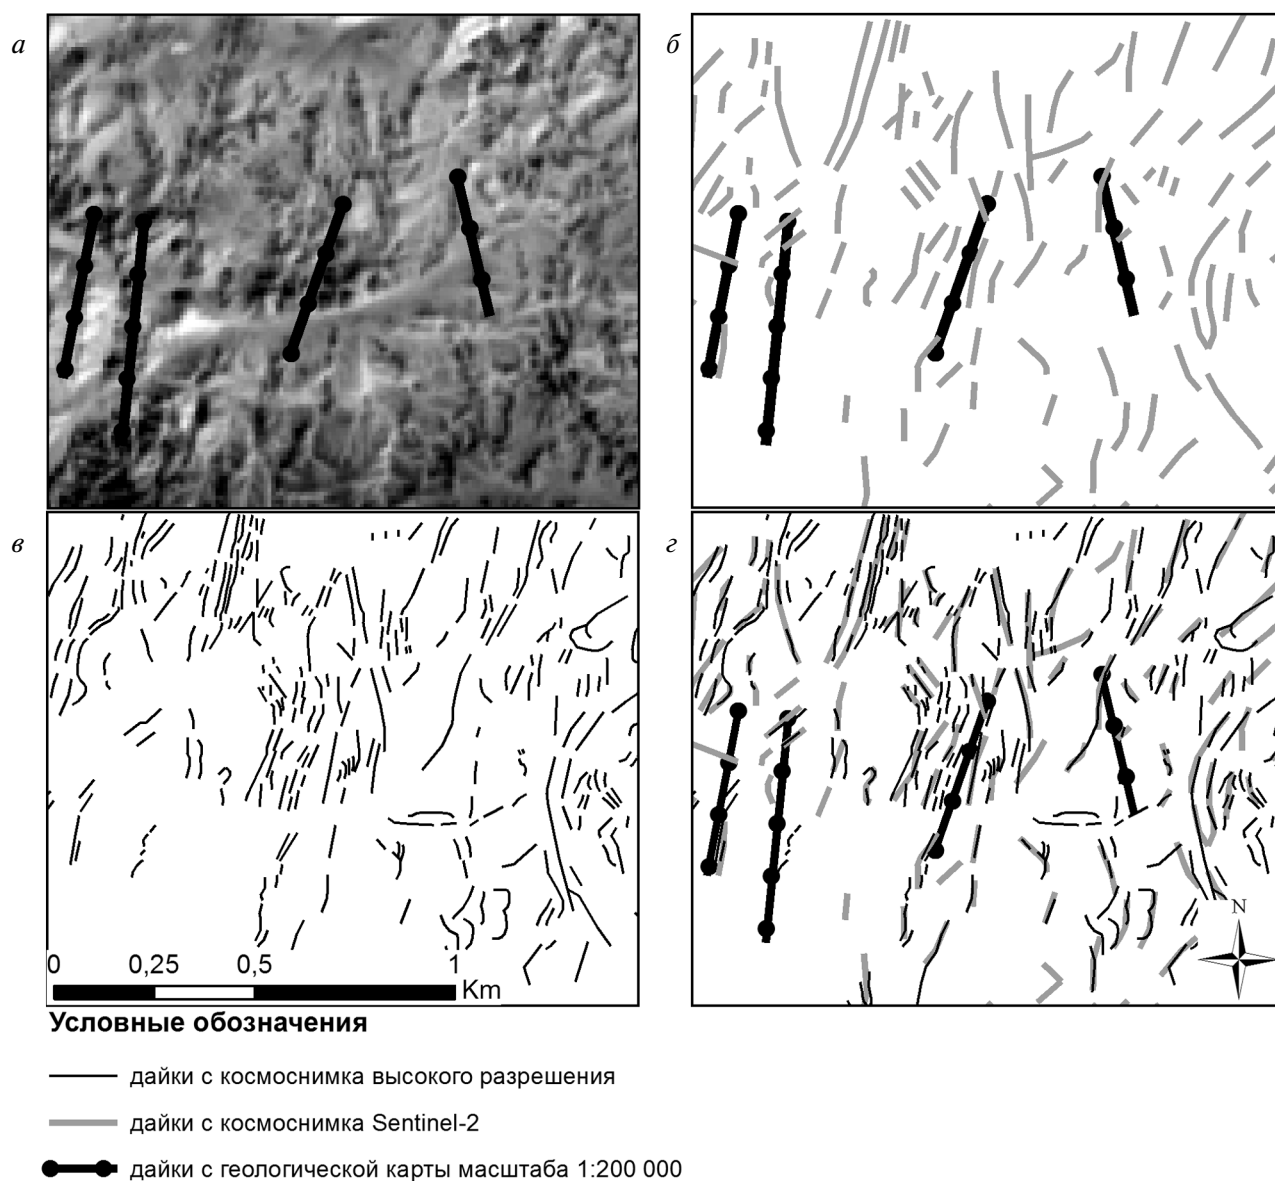 а
б
в
г
N
0 0,25 0,5 1
Km
Условные обозначения
дайки с космоснимка высокого разрешения
дайки с космоснимка Sentinel-2
дайки с геологической карты масштаба 1:200 000